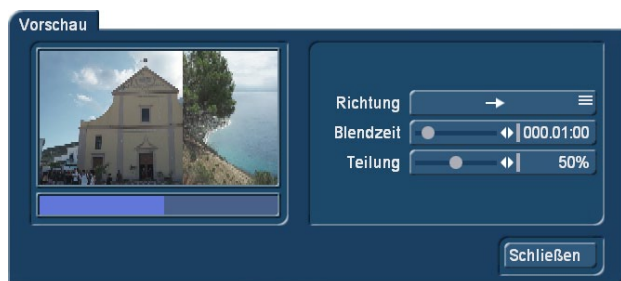 Vorschau
Richtung
Blendzeit 000.01:00
Teilung 50%
Schließen